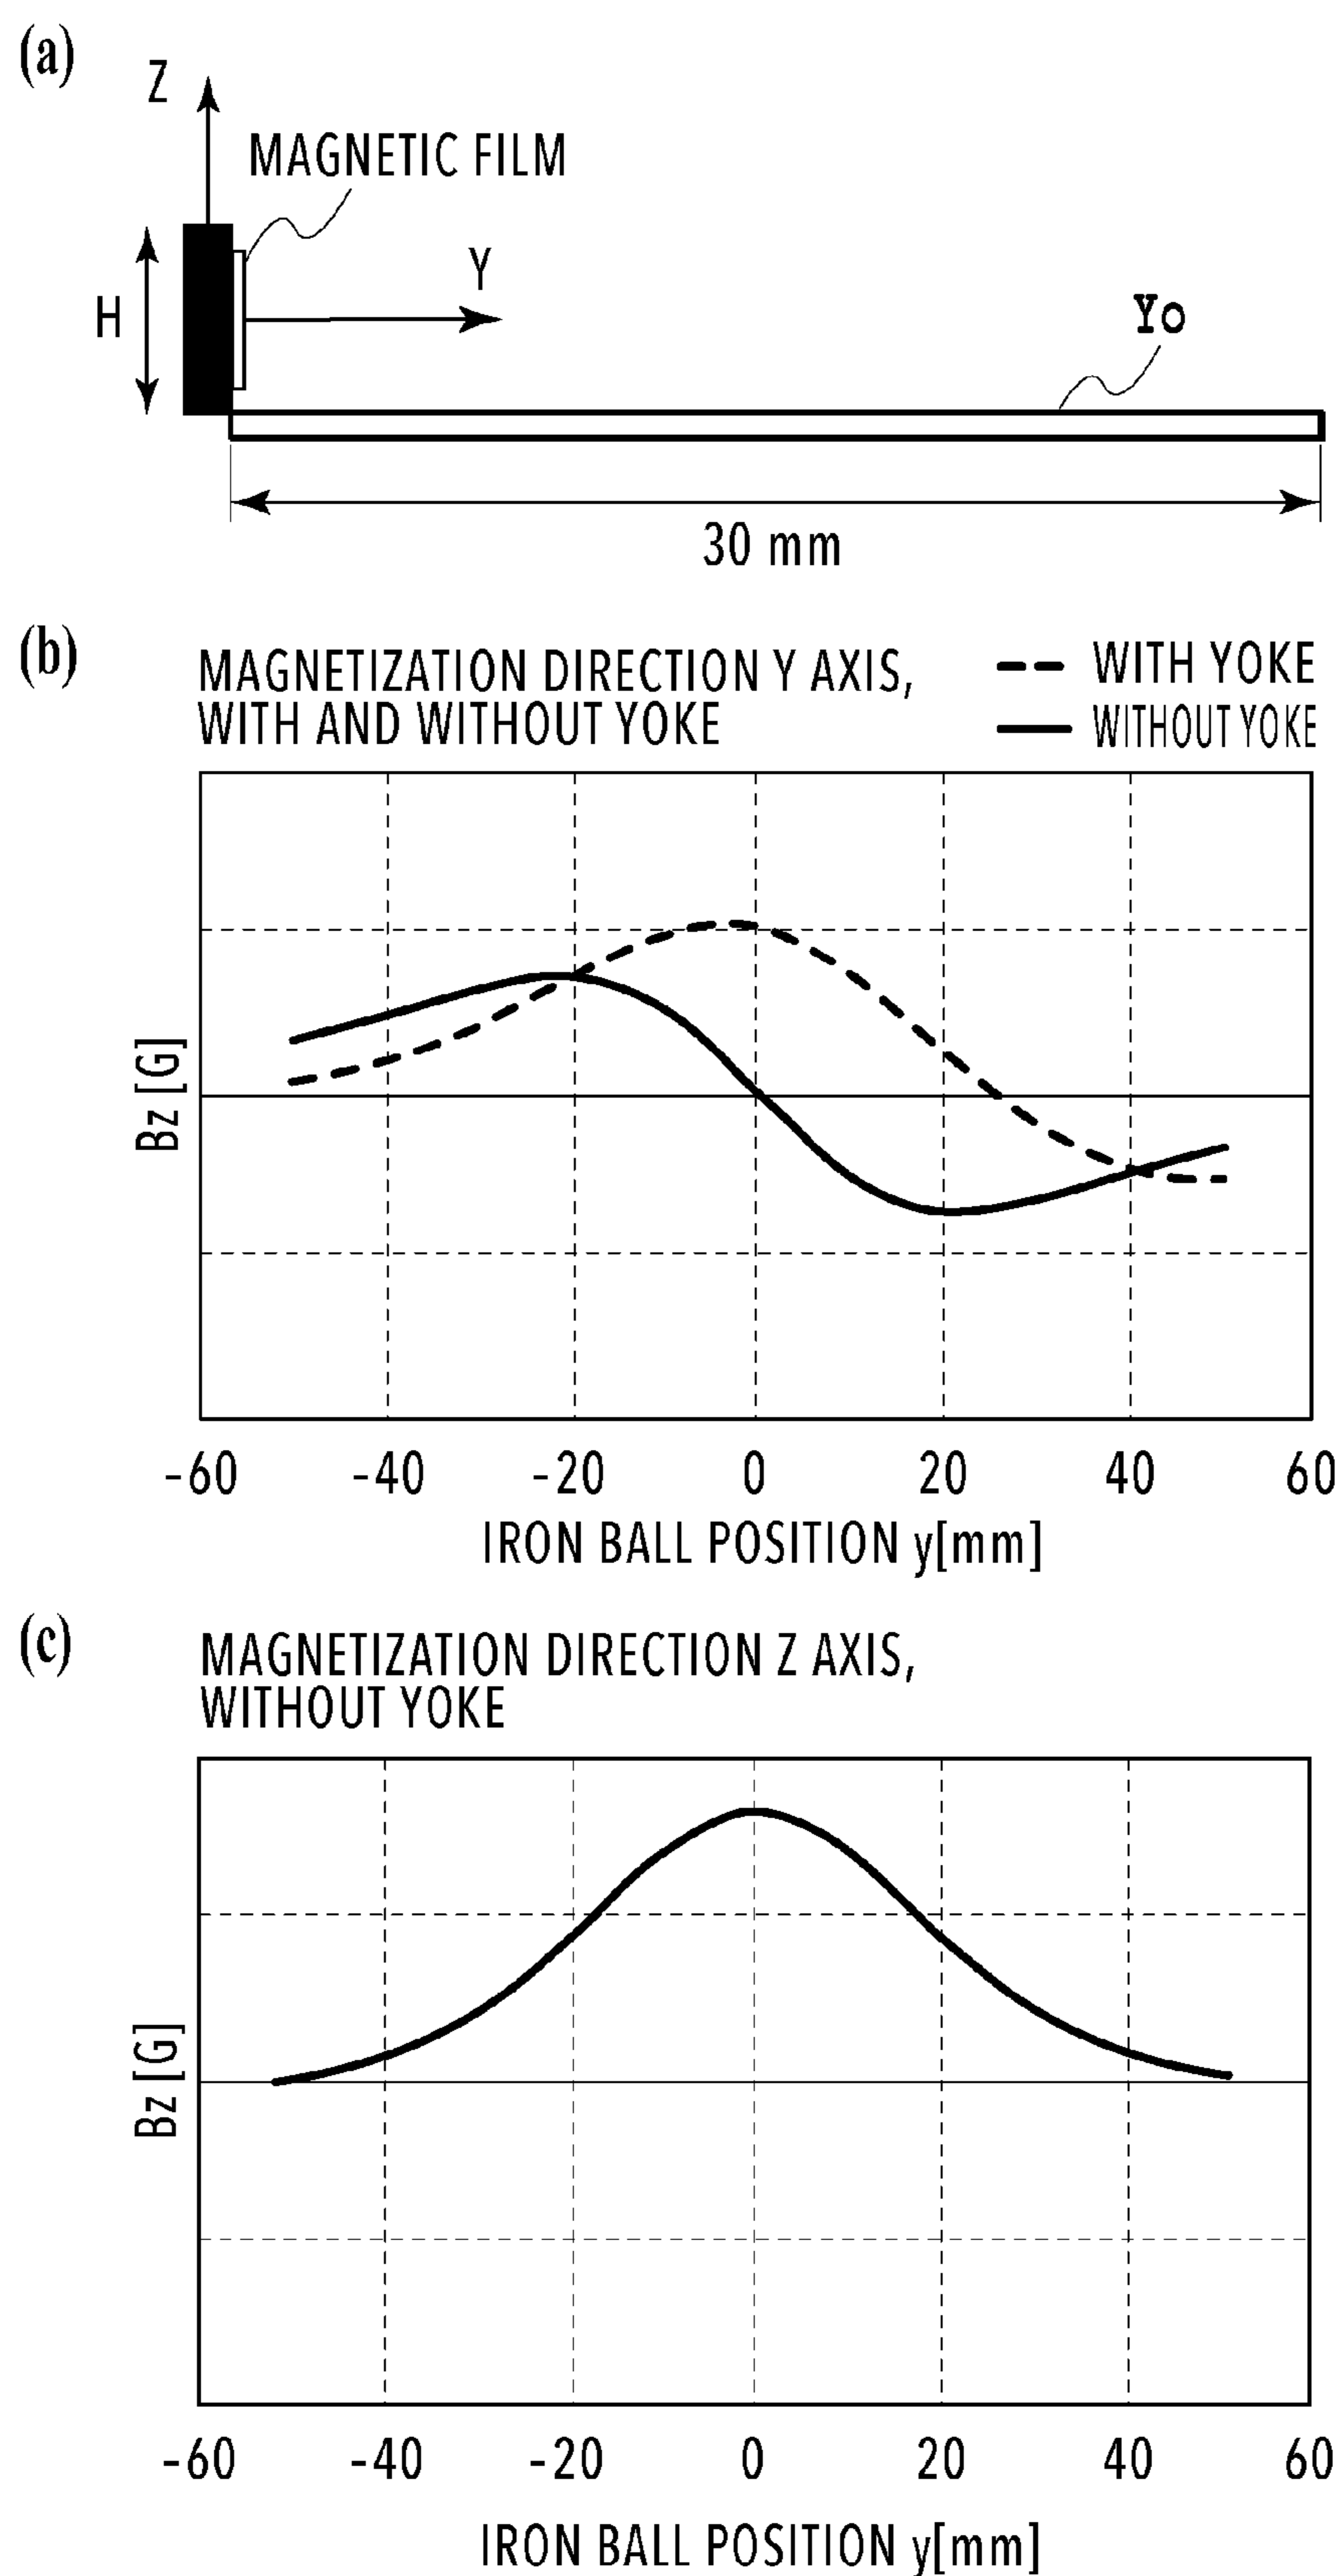 (a)
Z
MAGNETIC FILM
Y
H
Yo
30 mm
(b)
MAGNETIZATION DIRECTION Y AXIS,
WITH AND WITHOUT YOKE
WITH YOKE
WITHOUT YOKE
Bz [G]
-60 -40 -20 0 20 40 60
IRON BALL POSITION y[mm]
(c)
MAGNETIZATION DIRECTION Z AXIS,
WITHOUT YOKE
Bz [G]
-60 -40 -20 0 20 40 60
IRON BALL POSITION y[mm]